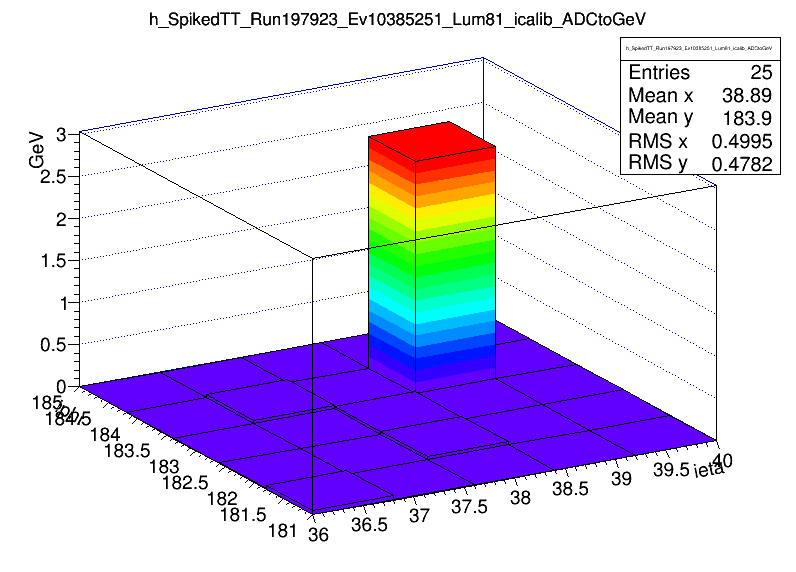 h_SpikedTT_Run197923_Ev10385251_Lum81_icalib_ADCtoGeV
h_SpikedTT_Run197923_Ev10385251_Lum81_icalib_ADCtoGeV
Entries 25
Mean x 38.89
Mean y 183.9
RMS x 0.4995
RMS y 0.4782
GeV
3
2.5
2
1.5
1
0.5
0
185
184.5
184
183.5
183
182.5
182
181.5
181
36
36.5
37
37.5
38
38.5
39
39.5
40
ieta